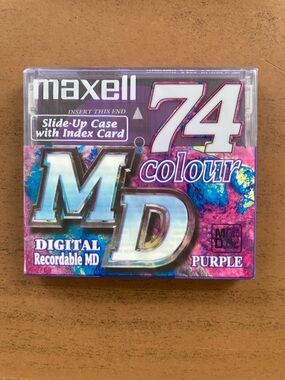 maxell
INSERT THIS END
Slide-Up Case
with Index Card
74
colour
MD
DIGITAL
Recordable MD
PURPLE